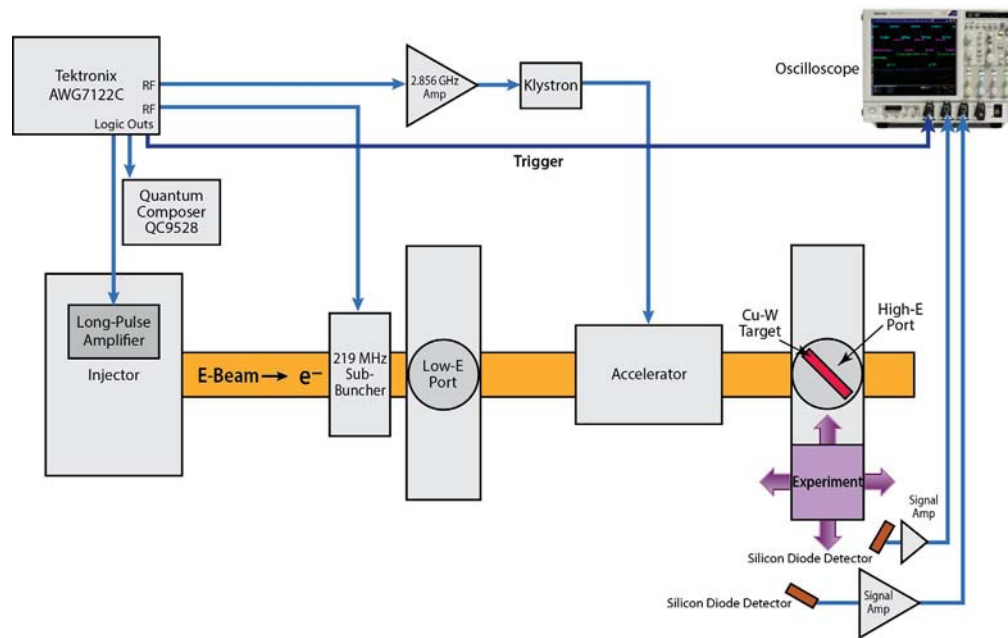 Tektronix
AWG7122C
RF
RF
Logic Outs
2.856 GHz
Amp
Klystron
Oscilloscope
Trigger
Quantum
Composer
QC9528
Long-Pulse
Amplifier
Injector
E-Beam → e⁻
219 MHz
Sub-
Buncher
Low-E
Port
Accelerator
Cu-W
Target
High-E
Port
Experiment
Signal
Amp
Silicon Diode Detector
Silicon Diode Detector
Signal
Amp